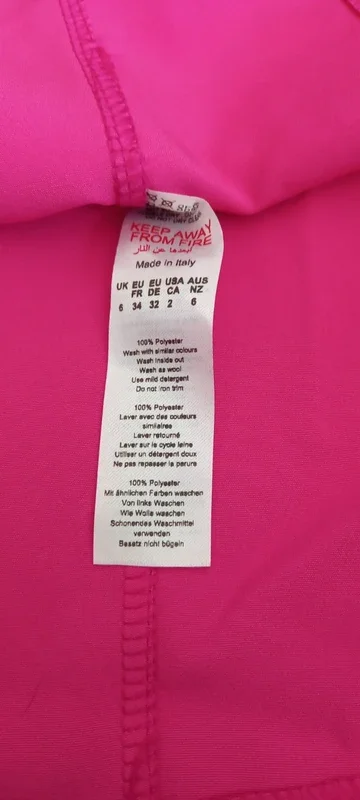 KEEP AWAY
FROM FIRE
أبعدها عن النار
Made in Italy
UK EU EU USA AUS
FR DE CA NZ
6 34 32 2 6
100% Polyester
Wash with similar colours
Wash inside out
Wash as wool
Use mild detergent
Do not iron trim
100% Polyester
Laver avec des couleurs
similaires
Laver retourné
Laver sur le cycle laine
Utiliser un détergent doux
Ne pas repasser la parure
100% Polyester
Mit ähnlichen Farben waschen
Von links Waschen
Wie Wolle waschen
Schonendes Waschmittel
verwenden
Besatz nicht bügeln